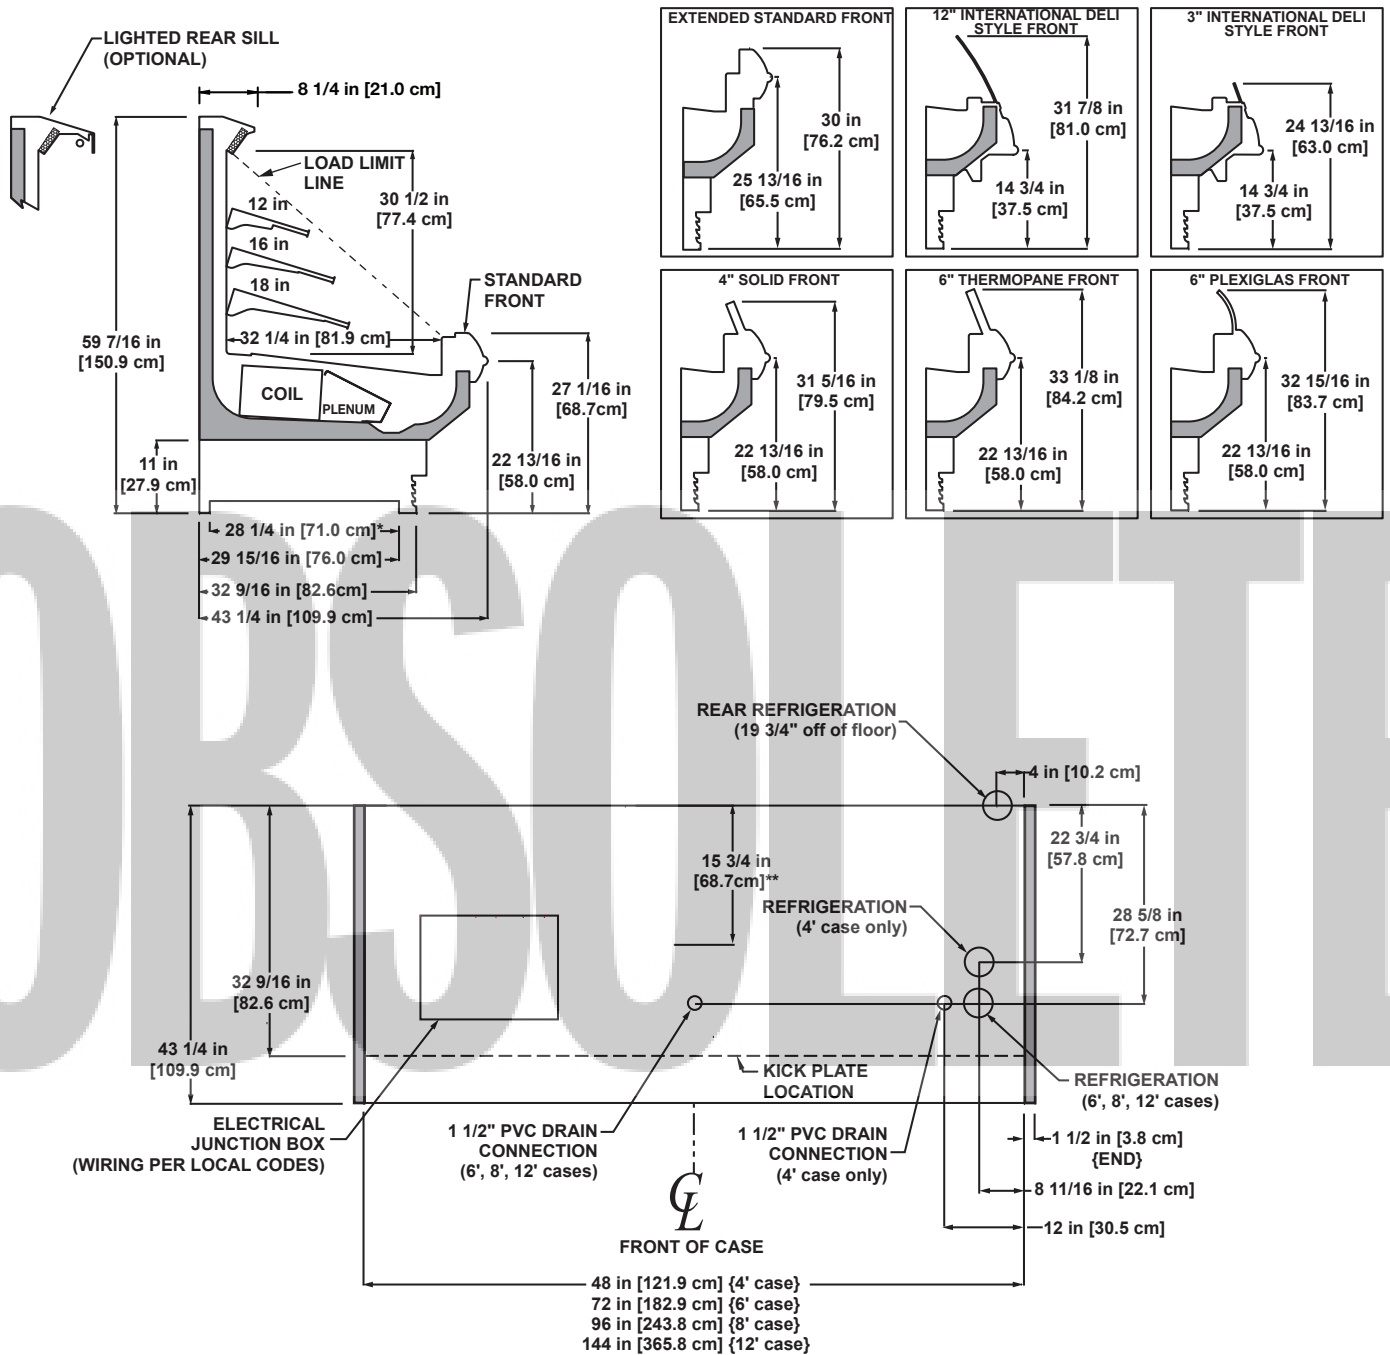 LIGHTED REAR SILL
(OPTIONAL)
8 1/4 in [21.0 cm]
LOAD LIMIT
LINE
12 in
16 in
18 in
30 1/2 in
[77.4 cm]
STANDARD
FRONT
59 7/16 in
[150.9 cm]
32 1/4 in [81.9 cm]
COIL
PLENUM
27 1/16 in
[68.7cm]
22 13/16 in
[58.0 cm]
11 in
[27.9 cm]
28 1/4 in [71.0 cm]*
29 15/16 in [76.0 cm]
32 9/16 in [82.6cm]
43 1/4 in [109.9 cm]
EXTENDED STANDARD FRONT
30 in
[76.2 cm]
25 13/16 in
[65.5 cm]
12" INTERNATIONAL DELI
STYLE FRONT
31 7/8 in
[81.0 cm]
14 3/4 in
[37.5 cm]
3" INTERNATIONAL DELI
STYLE FRONT
24 13/16 in
[63.0 cm]
14 3/4 in
[37.5 cm]
4" SOLID FRONT
31 5/16 in
[79.5 cm]
22 13/16 in
[58.0 cm]
6" THERMOPANE FRONT
33 1/8 in
[84.2 cm]
22 13/16 in
[58.0 cm]
6" PLEXIGLAS FRONT
32 15/16 in
[83.7 cm]
22 13/16 in
[58.0 cm]
OBSOLETE
REAR REFRIGERATION
(19 3/4" off of floor)
4 in [10.2 cm]
22 3/4 in
[57.8 cm]
15 3/4 in
[68.7cm]**
REFRIGERATION
(4' case only)
28 5/8 in
[72.7 cm]
32 9/16 in
[82.6 cm]
43 1/4 in
[109.9 cm]
KICK PLATE
LOCATION
REFRIGERATION
(6', 8', 12' cases)
ELECTRICAL
JUNCTION BOX
(WIRING PER LOCAL CODES)
1 1/2" PVC DRAIN
CONNECTION
(6', 8', 12' cases)
1 1/2" PVC DRAIN
CONNECTION
(4' case only)
1 1/2 in [3.8 cm]
{END}
8 11/16 in [22.1 cm]
12 in [30.5 cm]
CL
FRONT OF CASE
48 in [121.9 cm] {4' case}
72 in [182.9 cm] {6' case}
96 in [243.8 cm] {8' case}
144 in [365.8 cm] {12' case}